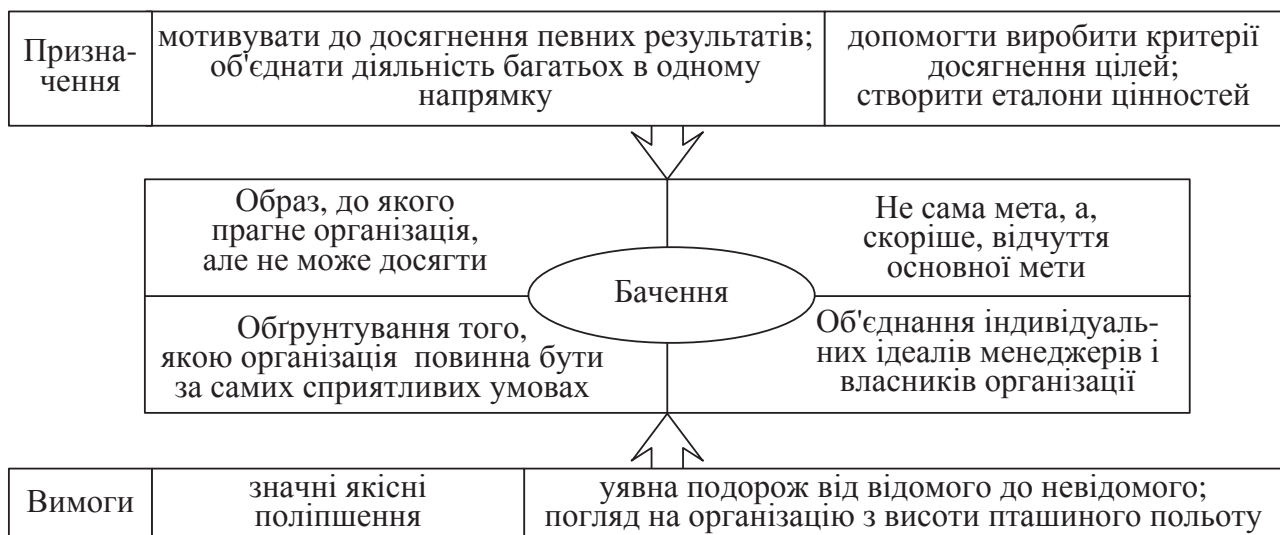 Призна-
чення
мотивувати до досягнення певних результатів;
об'єднати діяльність багатьох в одному
напрямку
допомогти виробити критерії
досягнення цілей;
створити еталони цінностей
Образ, до якого
прагне організація,
але не може досягти
Не сама мета, а,
скоріше, відчуття
основної мети
Бачення
Обґрунтування того,
якою організація повинна бути
за самих сприятливих умовах
Об'єднання індивідуаль-
них ідеалів менеджерів і
власників організації
Вимоги
значні якісні
поліпшення
уявна подорож від відомого до невідомого;
погляд на організацію з висоти пташиного польоту